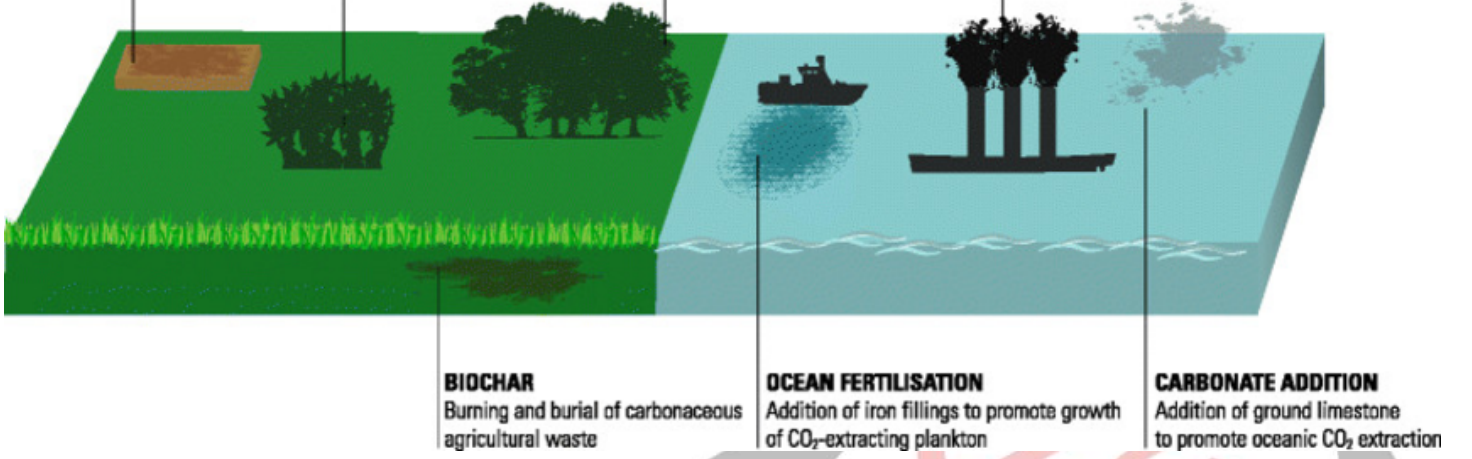 BIOCHAR
Burning and burial of carbonaceous
agricultural waste
OCEAN FERTILISATION
Addition of iron fillings to promote growth
of CO₂-extracting plankton
CARBONATE ADDITION
Addition of ground limestone
to promote oceanic CO₂ extraction